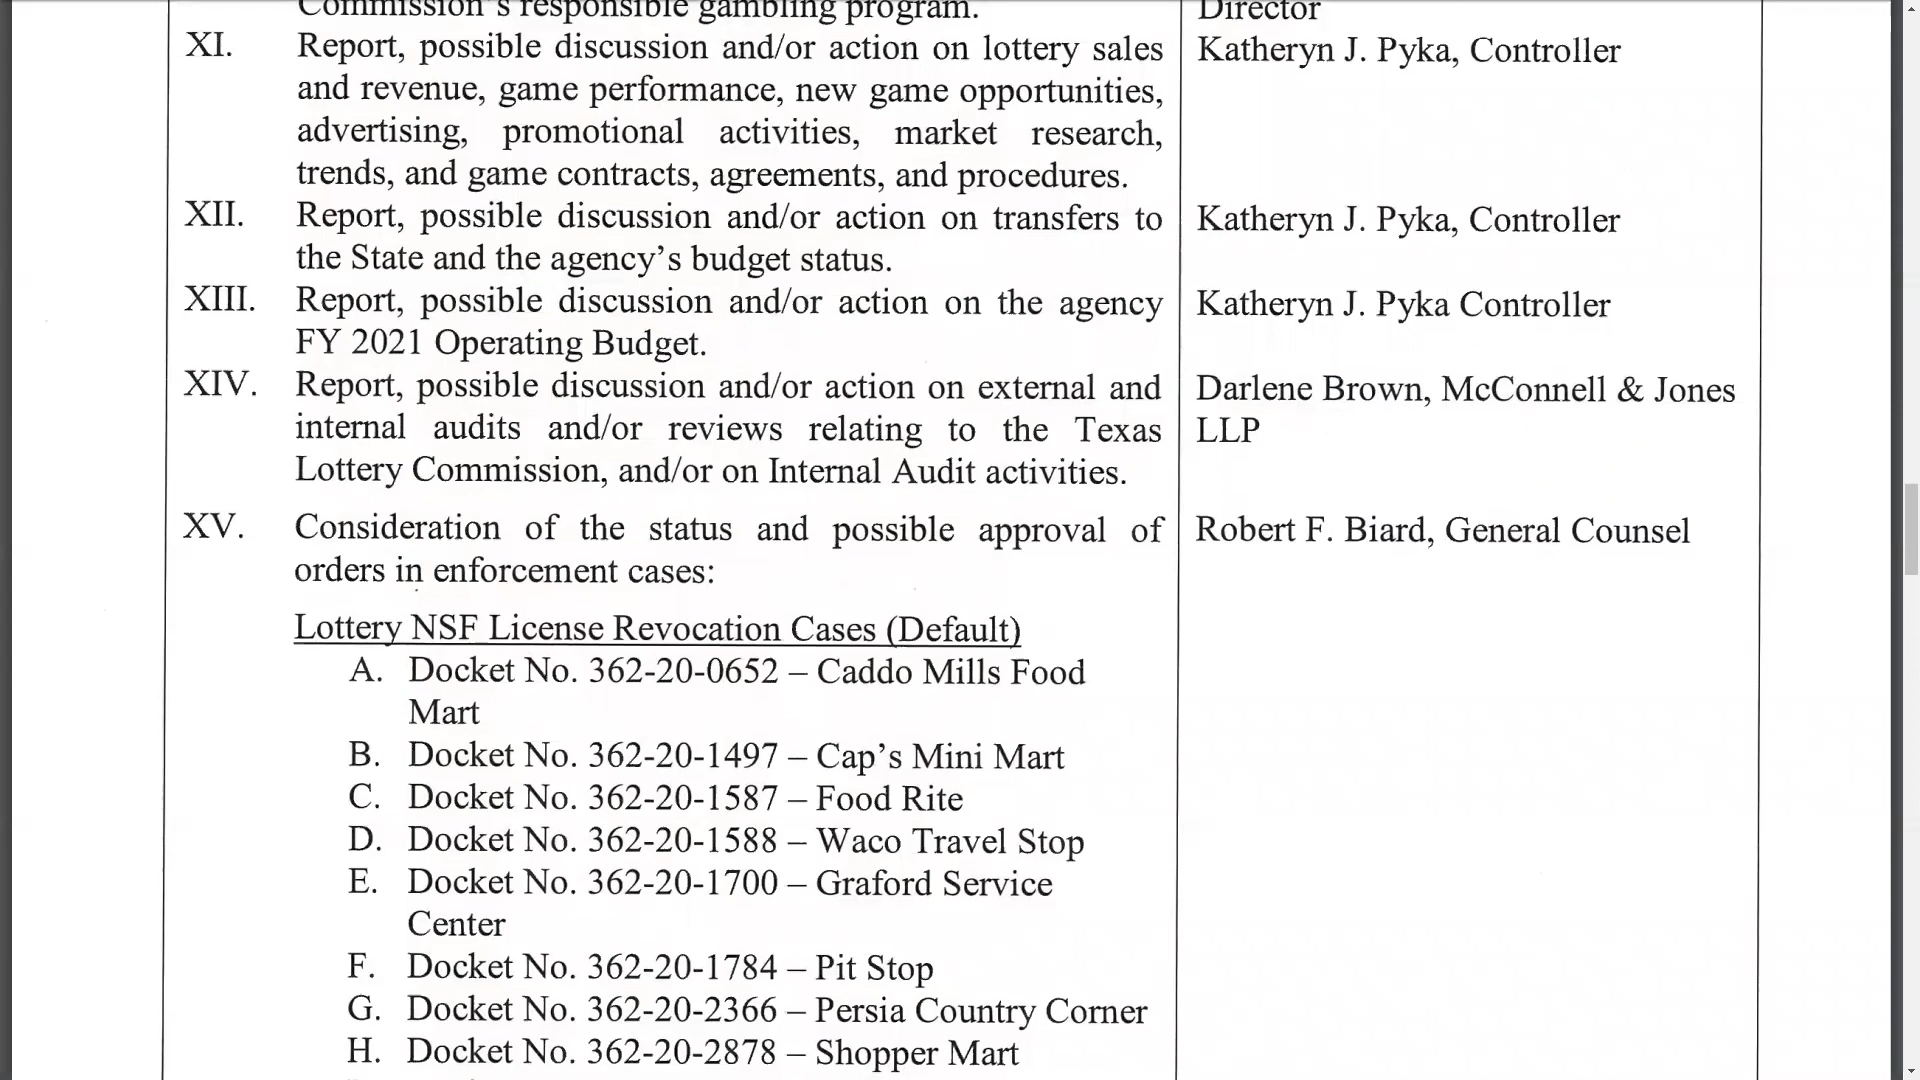 Commission's responsible gambling program.
Director
XI. Report, possible discussion and/or action on lottery sales
and revenue, game performance, new game opportunities,
advertising, promotional activities, market research,
trends, and game contracts, agreements, and procedures.
Katheryn J. Pyka, Controller
XII. Report, possible discussion and/or action on transfers to
the State and the agency's budget status.
Katheryn J. Pyka, Controller
XIII. Report, possible discussion and/or action on the agency
FY 2021 Operating Budget.
Katheryn J. Pyka Controller
XIV. Report, possible discussion and/or action on external and
internal audits and/or reviews relating to the Texas
Lottery Commission, and/or on Internal Audit activities.
Darlene Brown, McConnell & Jones
LLP
XV. Consideration of the status and possible approval of
orders in enforcement cases:
Robert F. Biard, General Counsel
Lottery NSF License Revocation Cases (Default)
A. Docket No. 362-20-0652 – Caddo Mills Food
Mart
B. Docket No. 362-20-1497 – Cap's Mini Mart
C. Docket No. 362-20-1587 – Food Rite
D. Docket No. 362-20-1588 – Waco Travel Stop
E. Docket No. 362-20-1700 – Graford Service
Center
F. Docket No. 362-20-1784 – Pit Stop
G. Docket No. 362-20-2366 – Persia Country Corner
H. Docket No. 362-20-2878 – Shopper Mart